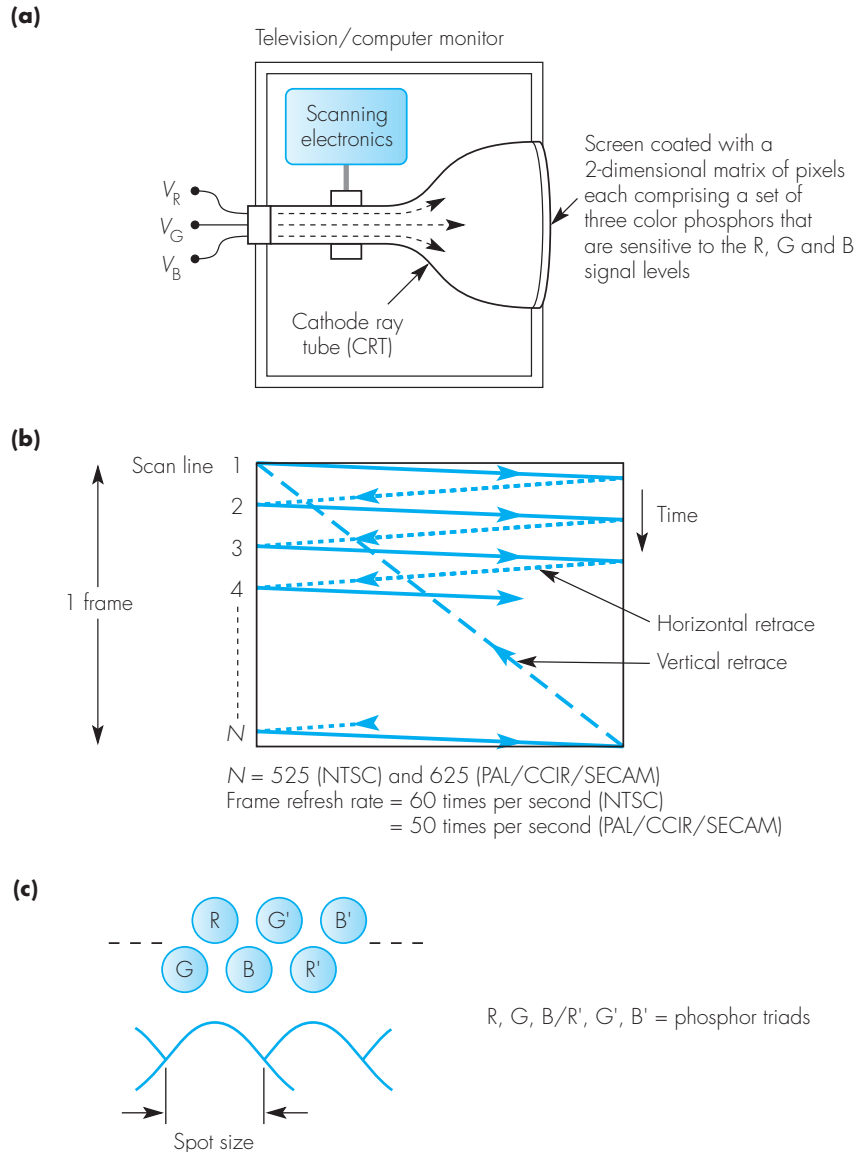 (a)
Television/computer monitor
Scanning
electronics
V_R
V_G
V_B
Screen coated with a
2-dimensional matrix of pixels
each comprising a set of
three color phosphors that
are sensitive to the R, G and B
signal levels
Cathode ray
tube (CRT)
(b)
Scan line 1
2
3
4
N
1 frame
Time
Horizontal retrace
Vertical retrace
N = 525 (NTSC) and 625 (PAL/CCIR/SECAM)
Frame refresh rate = 60 times per second (NTSC)
= 50 times per second (PAL/CCIR/SECAM)
(c)
R G' B'
G B R'
R, G, B/R', G', B' = phosphor triads
Spot size